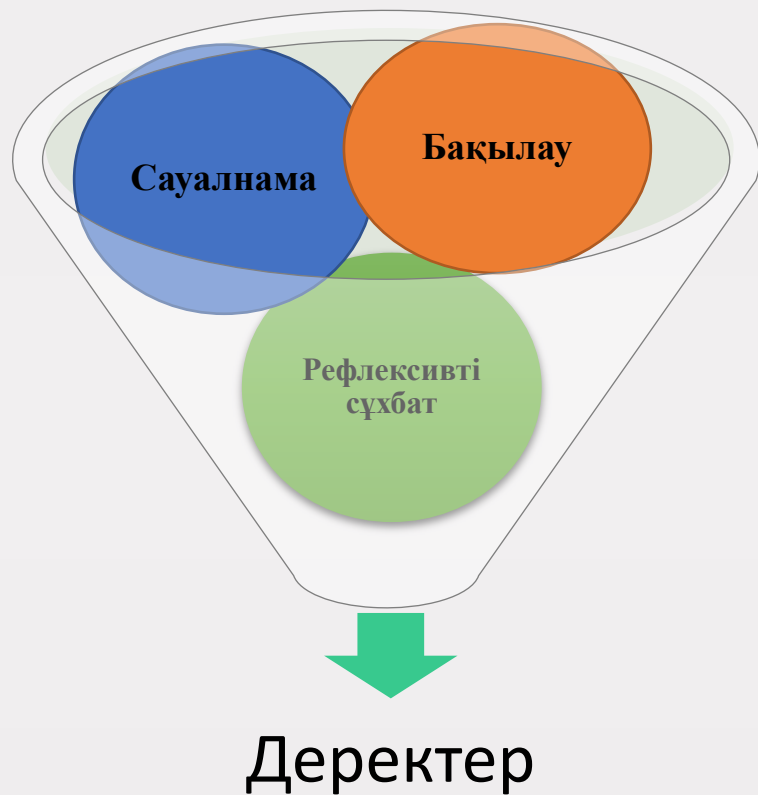 Сауалнама
Бақылау
Рефлексивті
сұхбат
Деректер